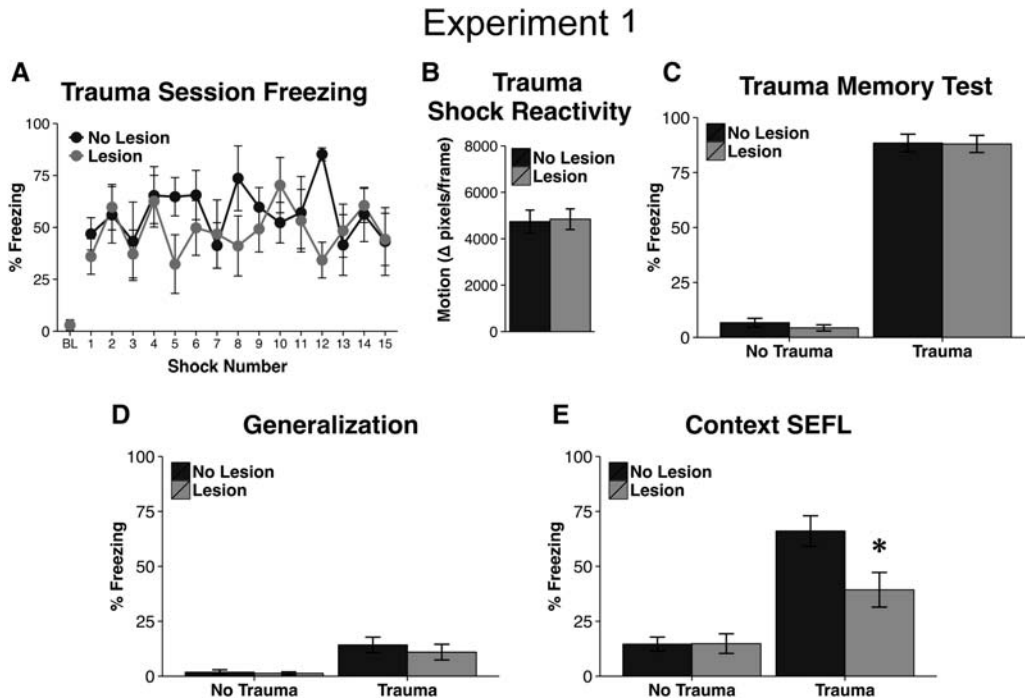 Experiment 1
A
Trauma Session Freezing
No Lesion
Lesion
% Freezing
100
75
50
25
0
BL 1 2 3 4 5 6 7 8 9 10 11 12 13 14 15
Shock Number
B
Trauma
Shock Reactivity
No Lesion
Lesion
Motion (Δ pixels/frame)
8000
6000
4000
2000
0
C
Trauma Memory Test
No Lesion
Lesion
% Freezing
100
75
50
25
0
No Trauma Trauma
D
Generalization
No Lesion
Lesion
% Freezing
100
75
50
25
0
No Trauma Trauma
E
Context SEFL
No Lesion
Lesion
% Freezing
100
75
50
25
0
*
No Trauma Trauma